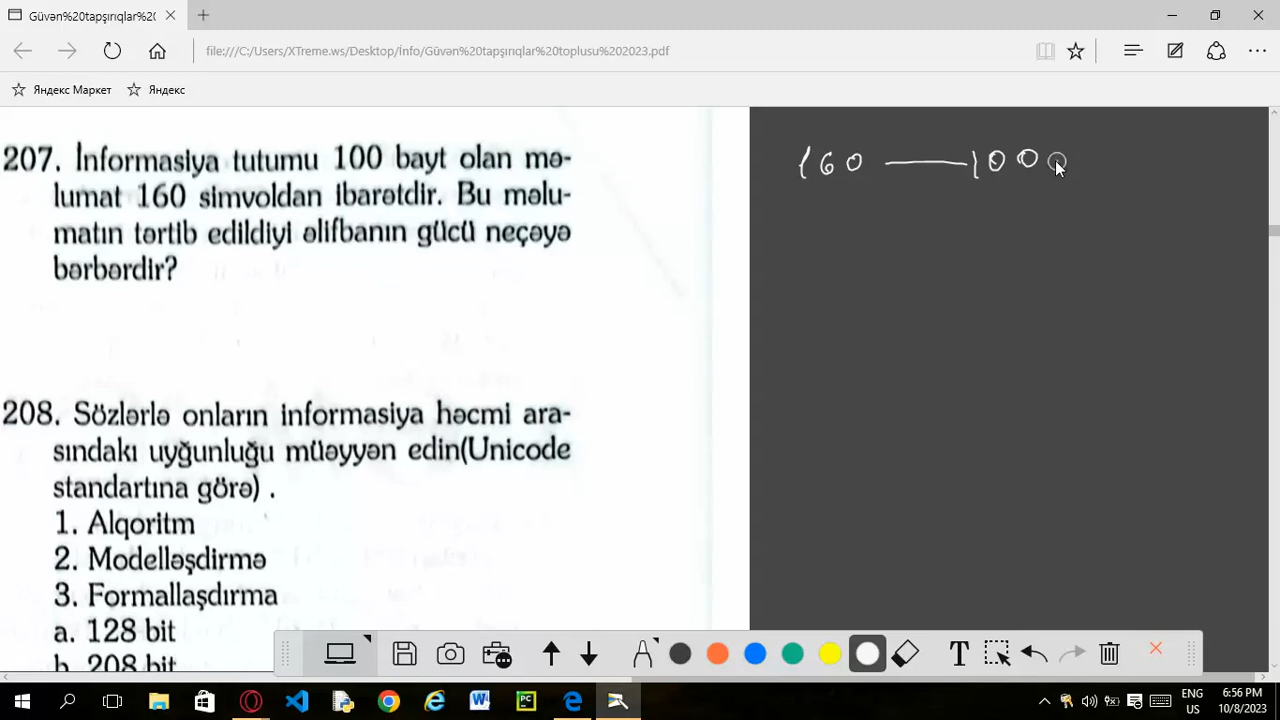 Güvən%20tapşırıqlar%20
file:///C:/Users/XTreme.ws/Desktop/İnfo/Güvən%20tapşırıqlar%20toplusu%202023.pdf
Яндекс Маркет Яндекс
207. İnformasiya tutumu 100 bayt olan mə-
lumat 160 simvoldan ibarətdir. Bu məlu-
matın tərtib edildiyi əlifbanın gücü neçəyə
bərbərdir?
160 — 100
208. Sözlərlə onların informasiya həcmi ara-
sındakı uyğunluğu müəyyən edin(Unicode
standartına görə) .
1. Alqoritm
2. Modelləşdirmə
3. Formallaşdırma
a. 128 bit
b. 208 bit
ENG
US
6:56 PM
10/8/2023